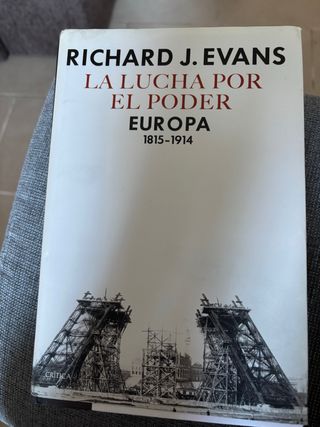 RICHARD J. EVANS
LA LUCHA POR
EL PODER
EUROPA
1815-1914
CRÍTICA